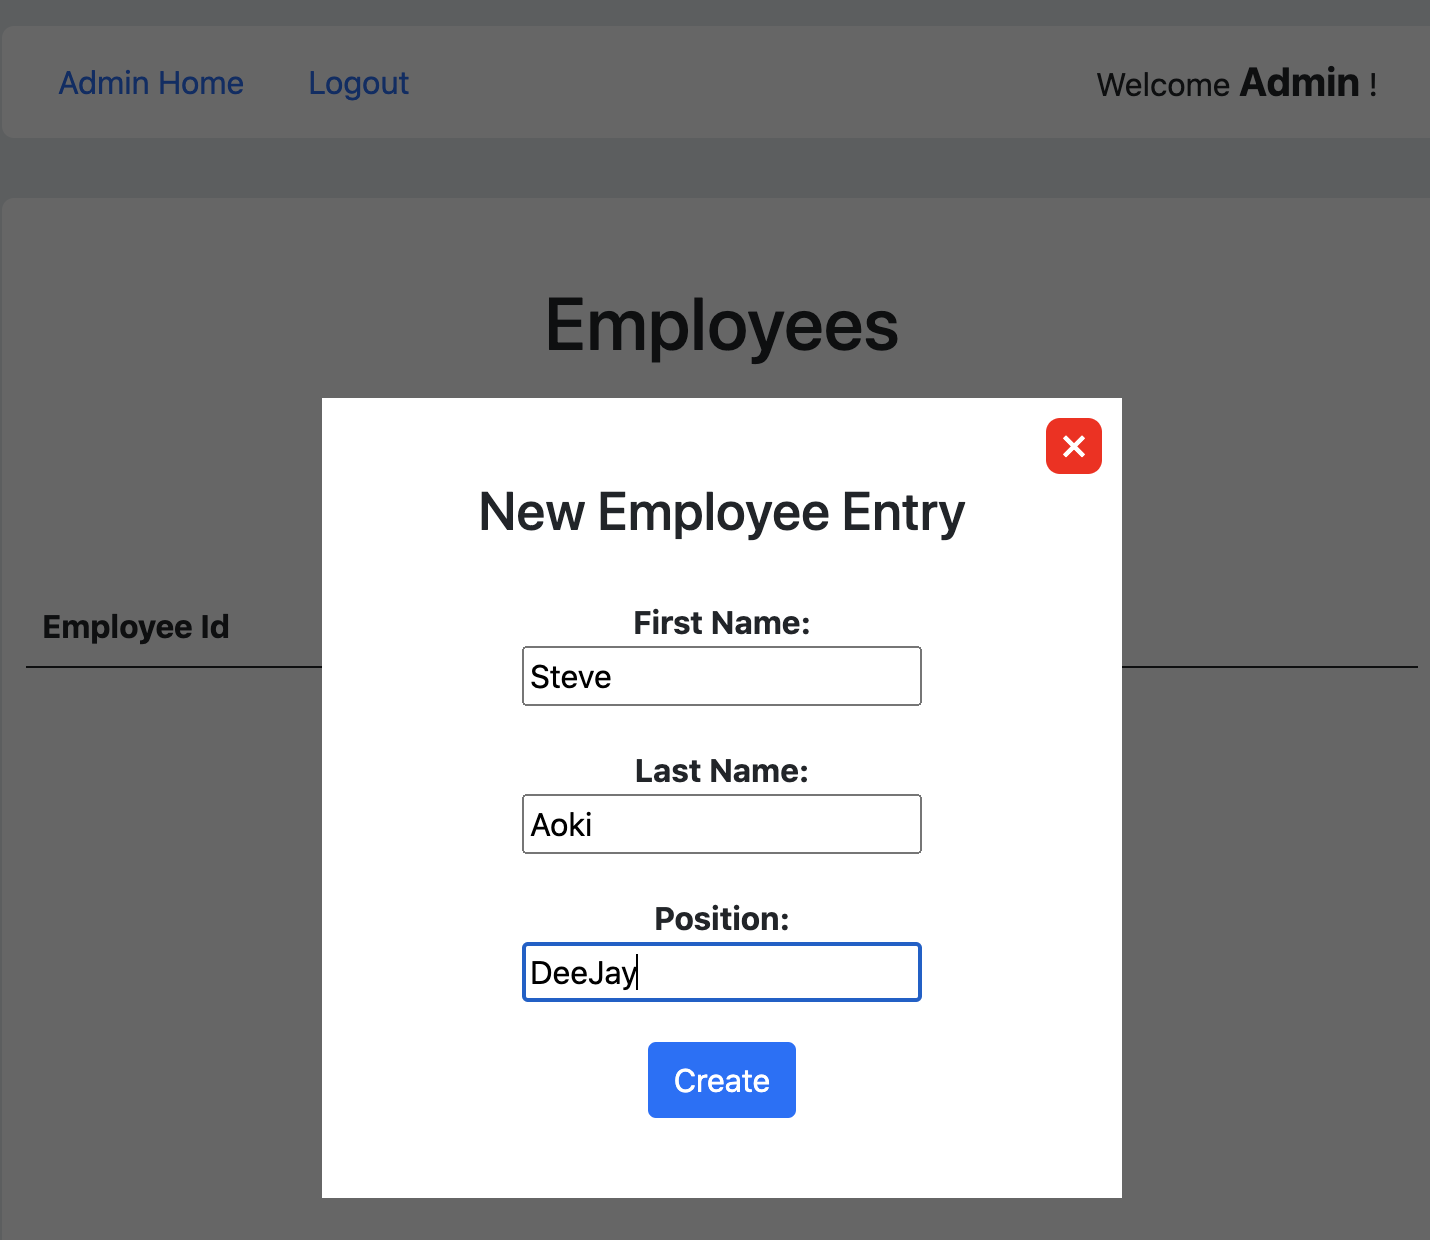 Admin Home Logout Welcome Admin !
Employees
New Employee Entry
Employee Id
First Name:
Steve
Last Name:
Aoki
Position:
DeeJay
Create